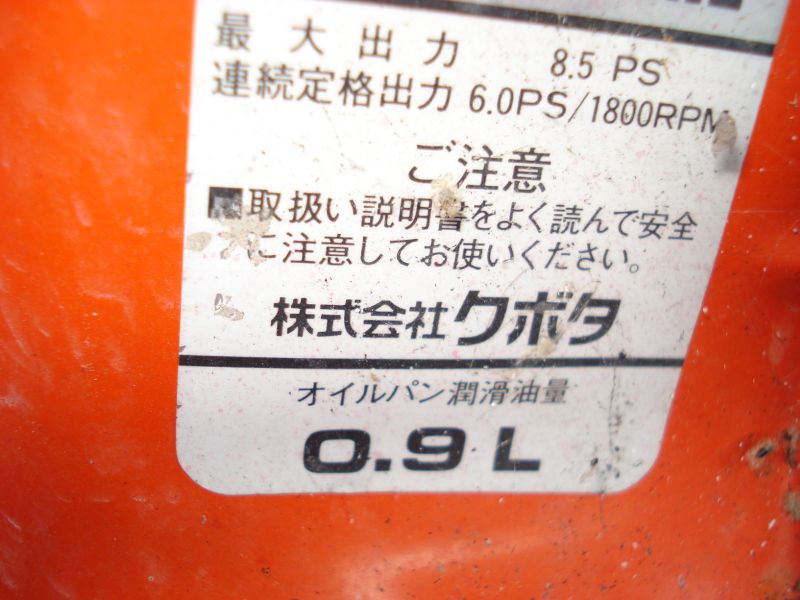 最大出力 8.5 PS
連続定格出力 6.0PS/1800RPM
ご注意
取扱い説明書をよく読んで安全
に注意してお使いください。
株式会社クボタ
オイルパン潤滑油量
0.9 L